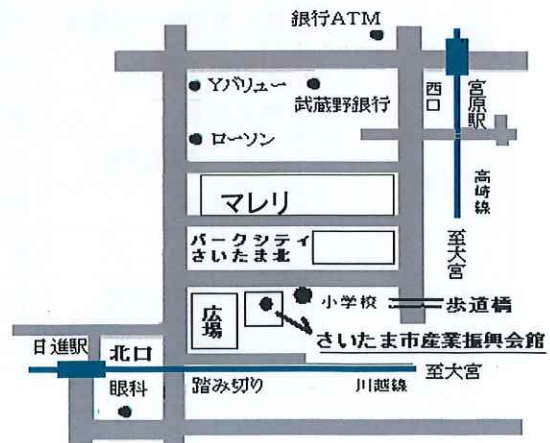 銀行ATM
Yバリュー
武蔵野銀行
西口
宮原駅
ローソン
高崎線
マレリ
至大宮
パークシティ
さいたま北
広場
小学校
歩道橋
さいたま市産業振興会館
日進駅
北口
眼科
踏み切り
川越線
至大宮